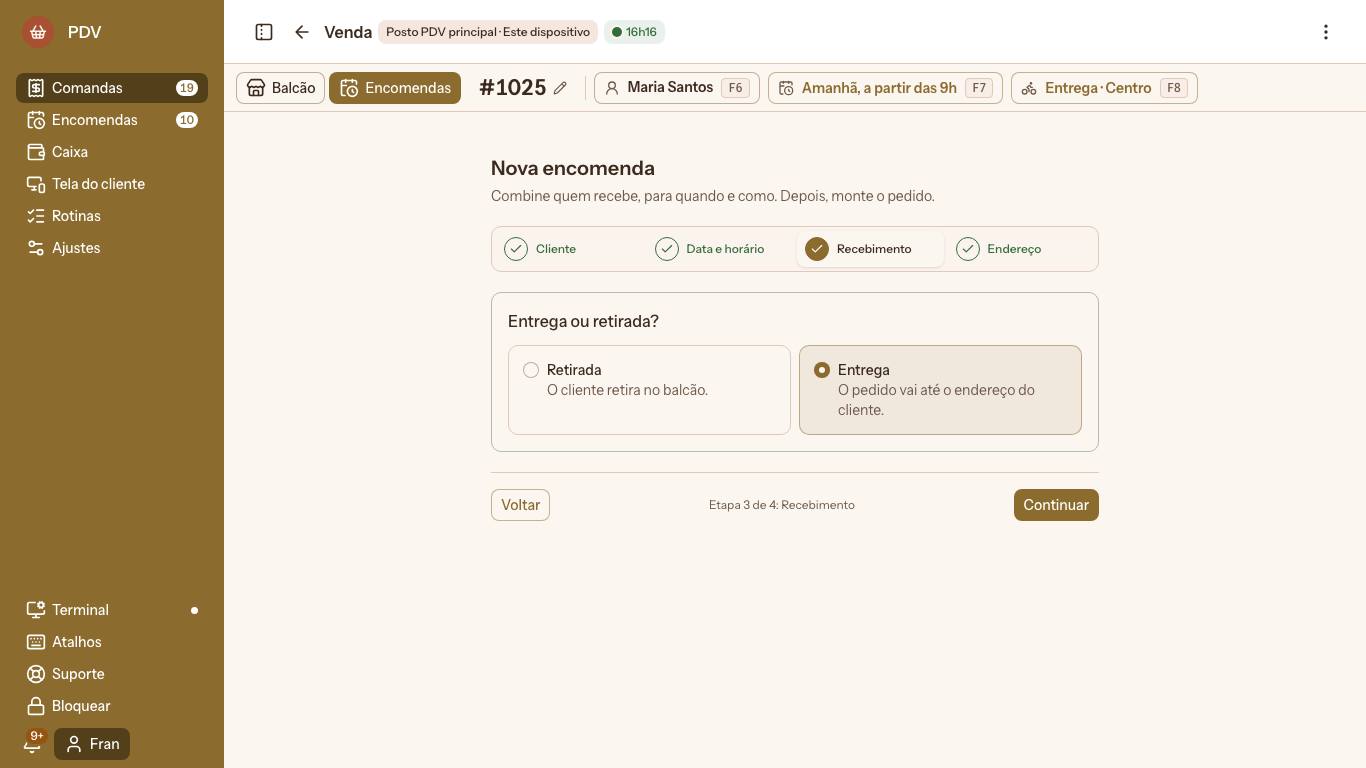 PDV
Comandas 19
Encomendas 10
Caixa
Tela do cliente
Rotinas
Ajustes
Terminal
Atalhos
Suporte
Bloquear
9+
Fran
Venda Posto PDV principal · Este dispositivo 16h16
Balcão Encomendas #1025 Maria Santos F6 Amanhã, a partir das 9h F7 Entrega · Centro F8
Nova encomenda
Combine quem recebe, para quando e como. Depois, monte o pedido.
Cliente Data e horário Recebimento Endereço
Entrega ou retirada?
Retirada
O cliente retira no balcão.
Entrega
O pedido vai até o endereço do
cliente.
Voltar Etapa 3 de 4: Recebimento Continuar